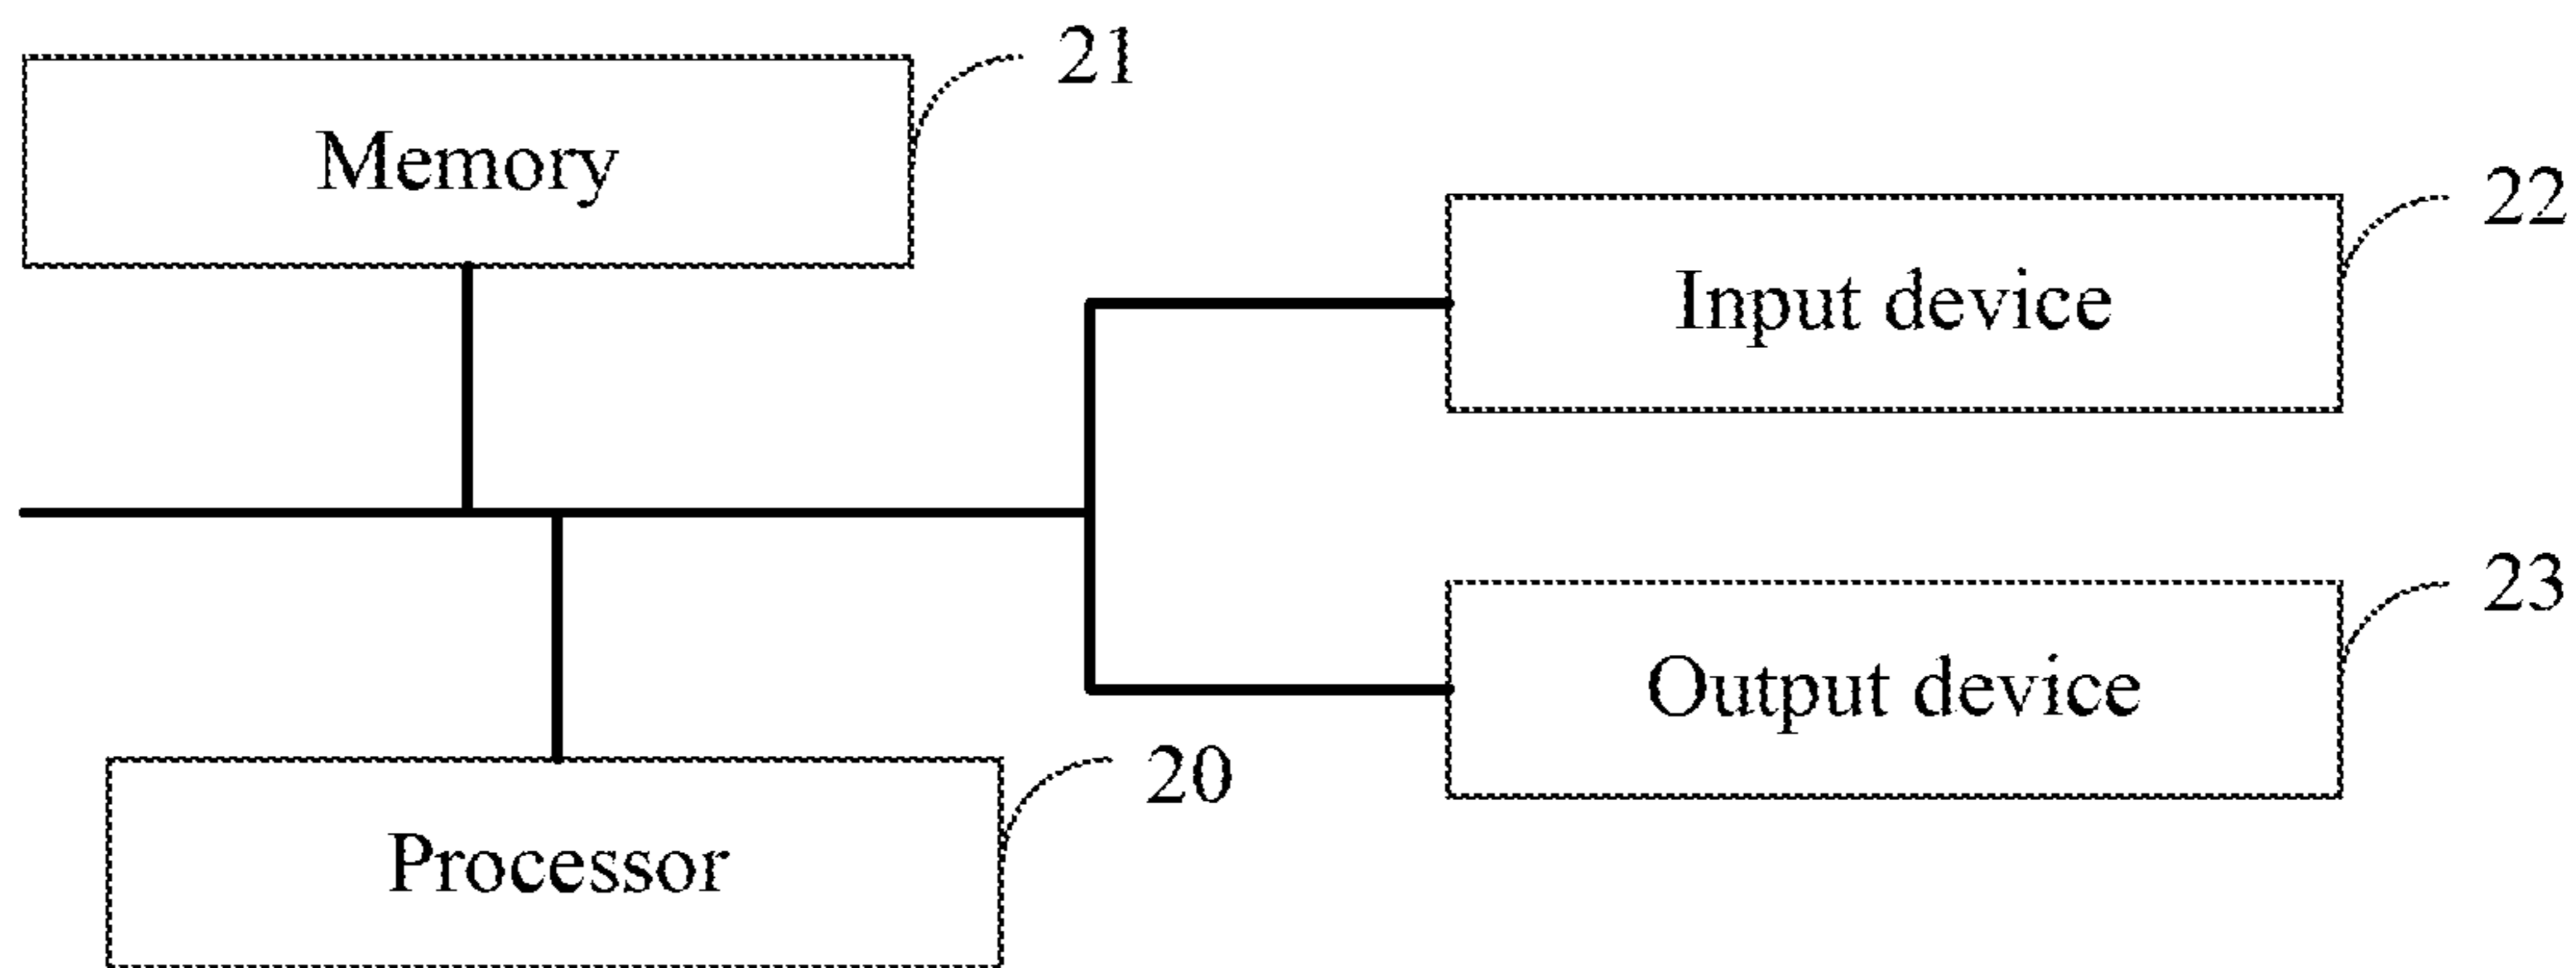 21
Memory
22
Input device
23
Output device
20
Processor